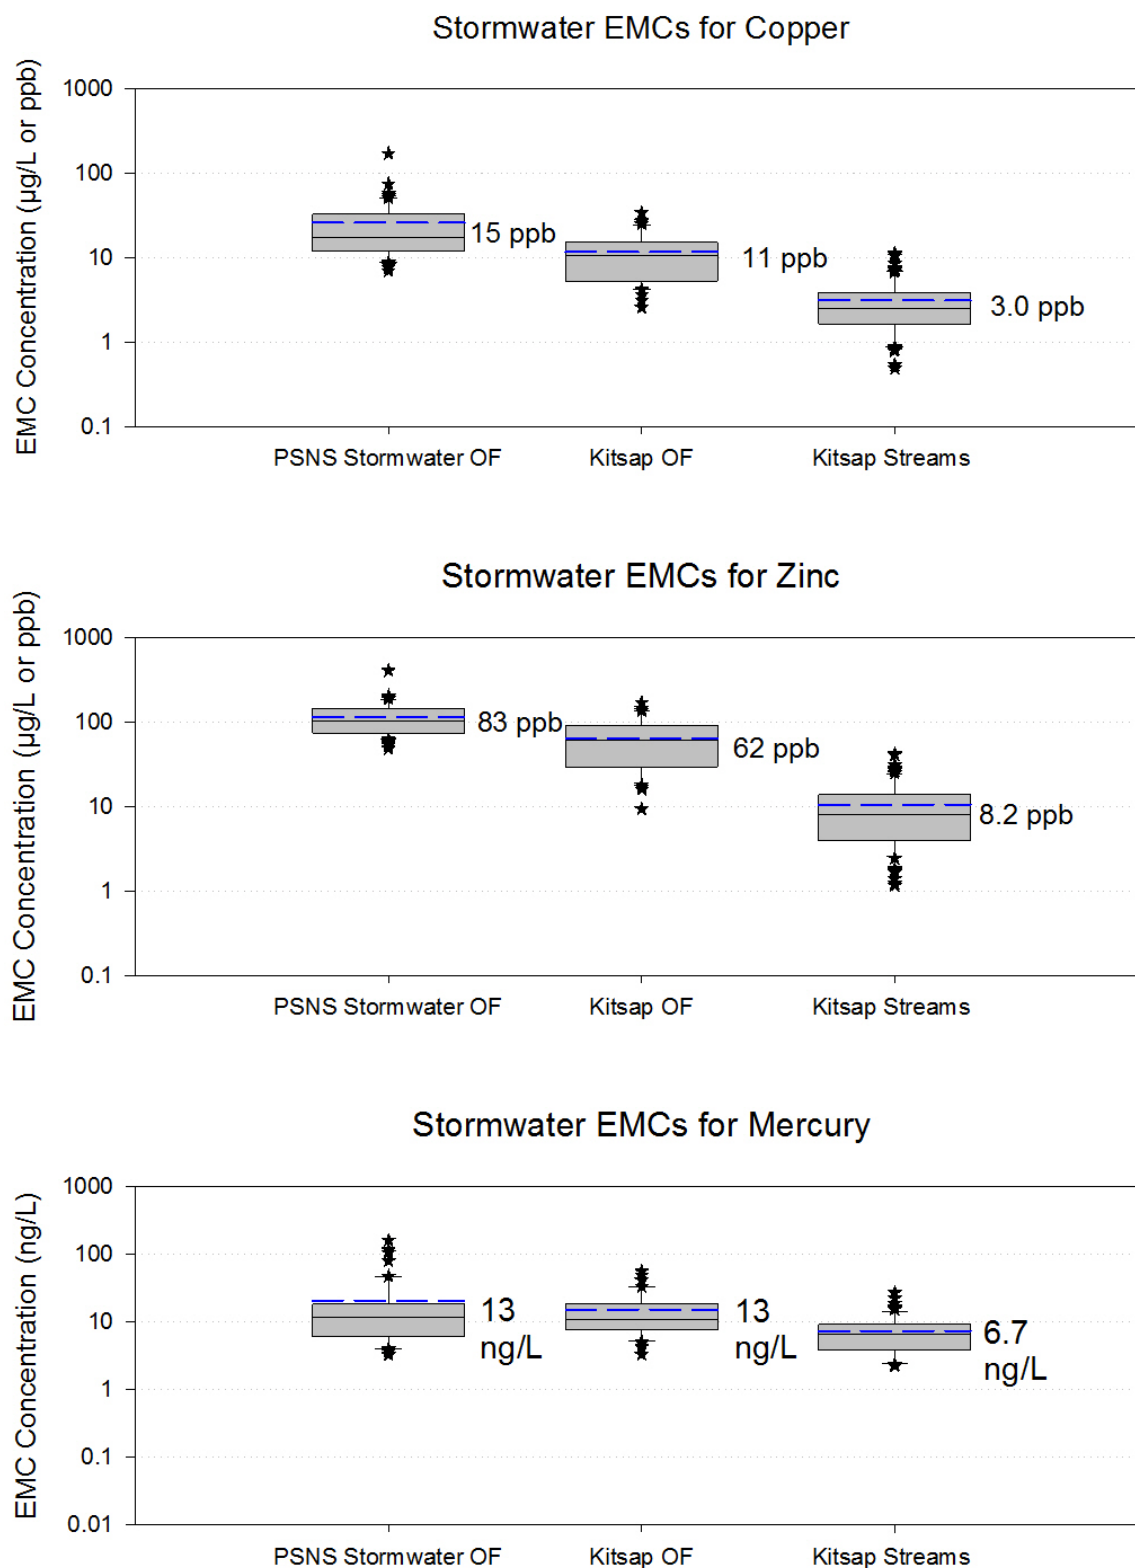 Stormwater EMCs for Copper
EMC Concentration (µg/L or ppb)
1000
100
10
1
0.1
15 ppb
11 ppb
3.0 ppb
PSNS Stormwater OF
Kitsap OF
Kitsap Streams
Stormwater EMCs for Zinc
EMC Concentration (µg/L or ppb)
1000
100
10
1
0.1
83 ppb
62 ppb
8.2 ppb
PSNS Stormwater OF
Kitsap OF
Kitsap Streams
Stormwater EMCs for Mercury
EMC Concentration (ng/L)
1000
100
10
1
0.1
0.01
13
ng/L
13
ng/L
6.7
ng/L
PSNS Stormwater OF
Kitsap OF
Kitsap Streams